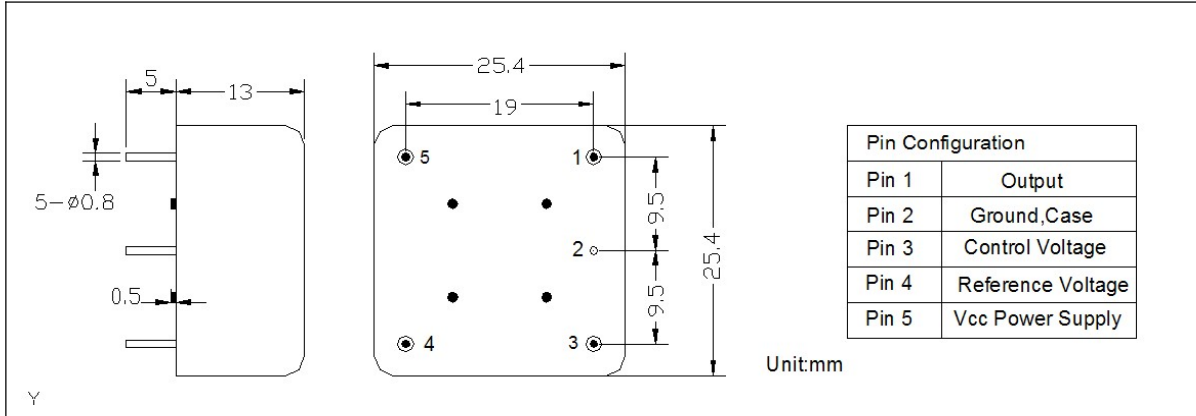 5
13
5-ø0.8
0.5
25.4
19
5
1
9.5
2
25.4
9.5
4
3
Unit:mm
Y
Pin Configuration
Pin 1 Output
Pin 2 Ground,Case
Pin 3 Control Voltage
Pin 4 Reference Voltage
Pin 5 Vcc Power Supply